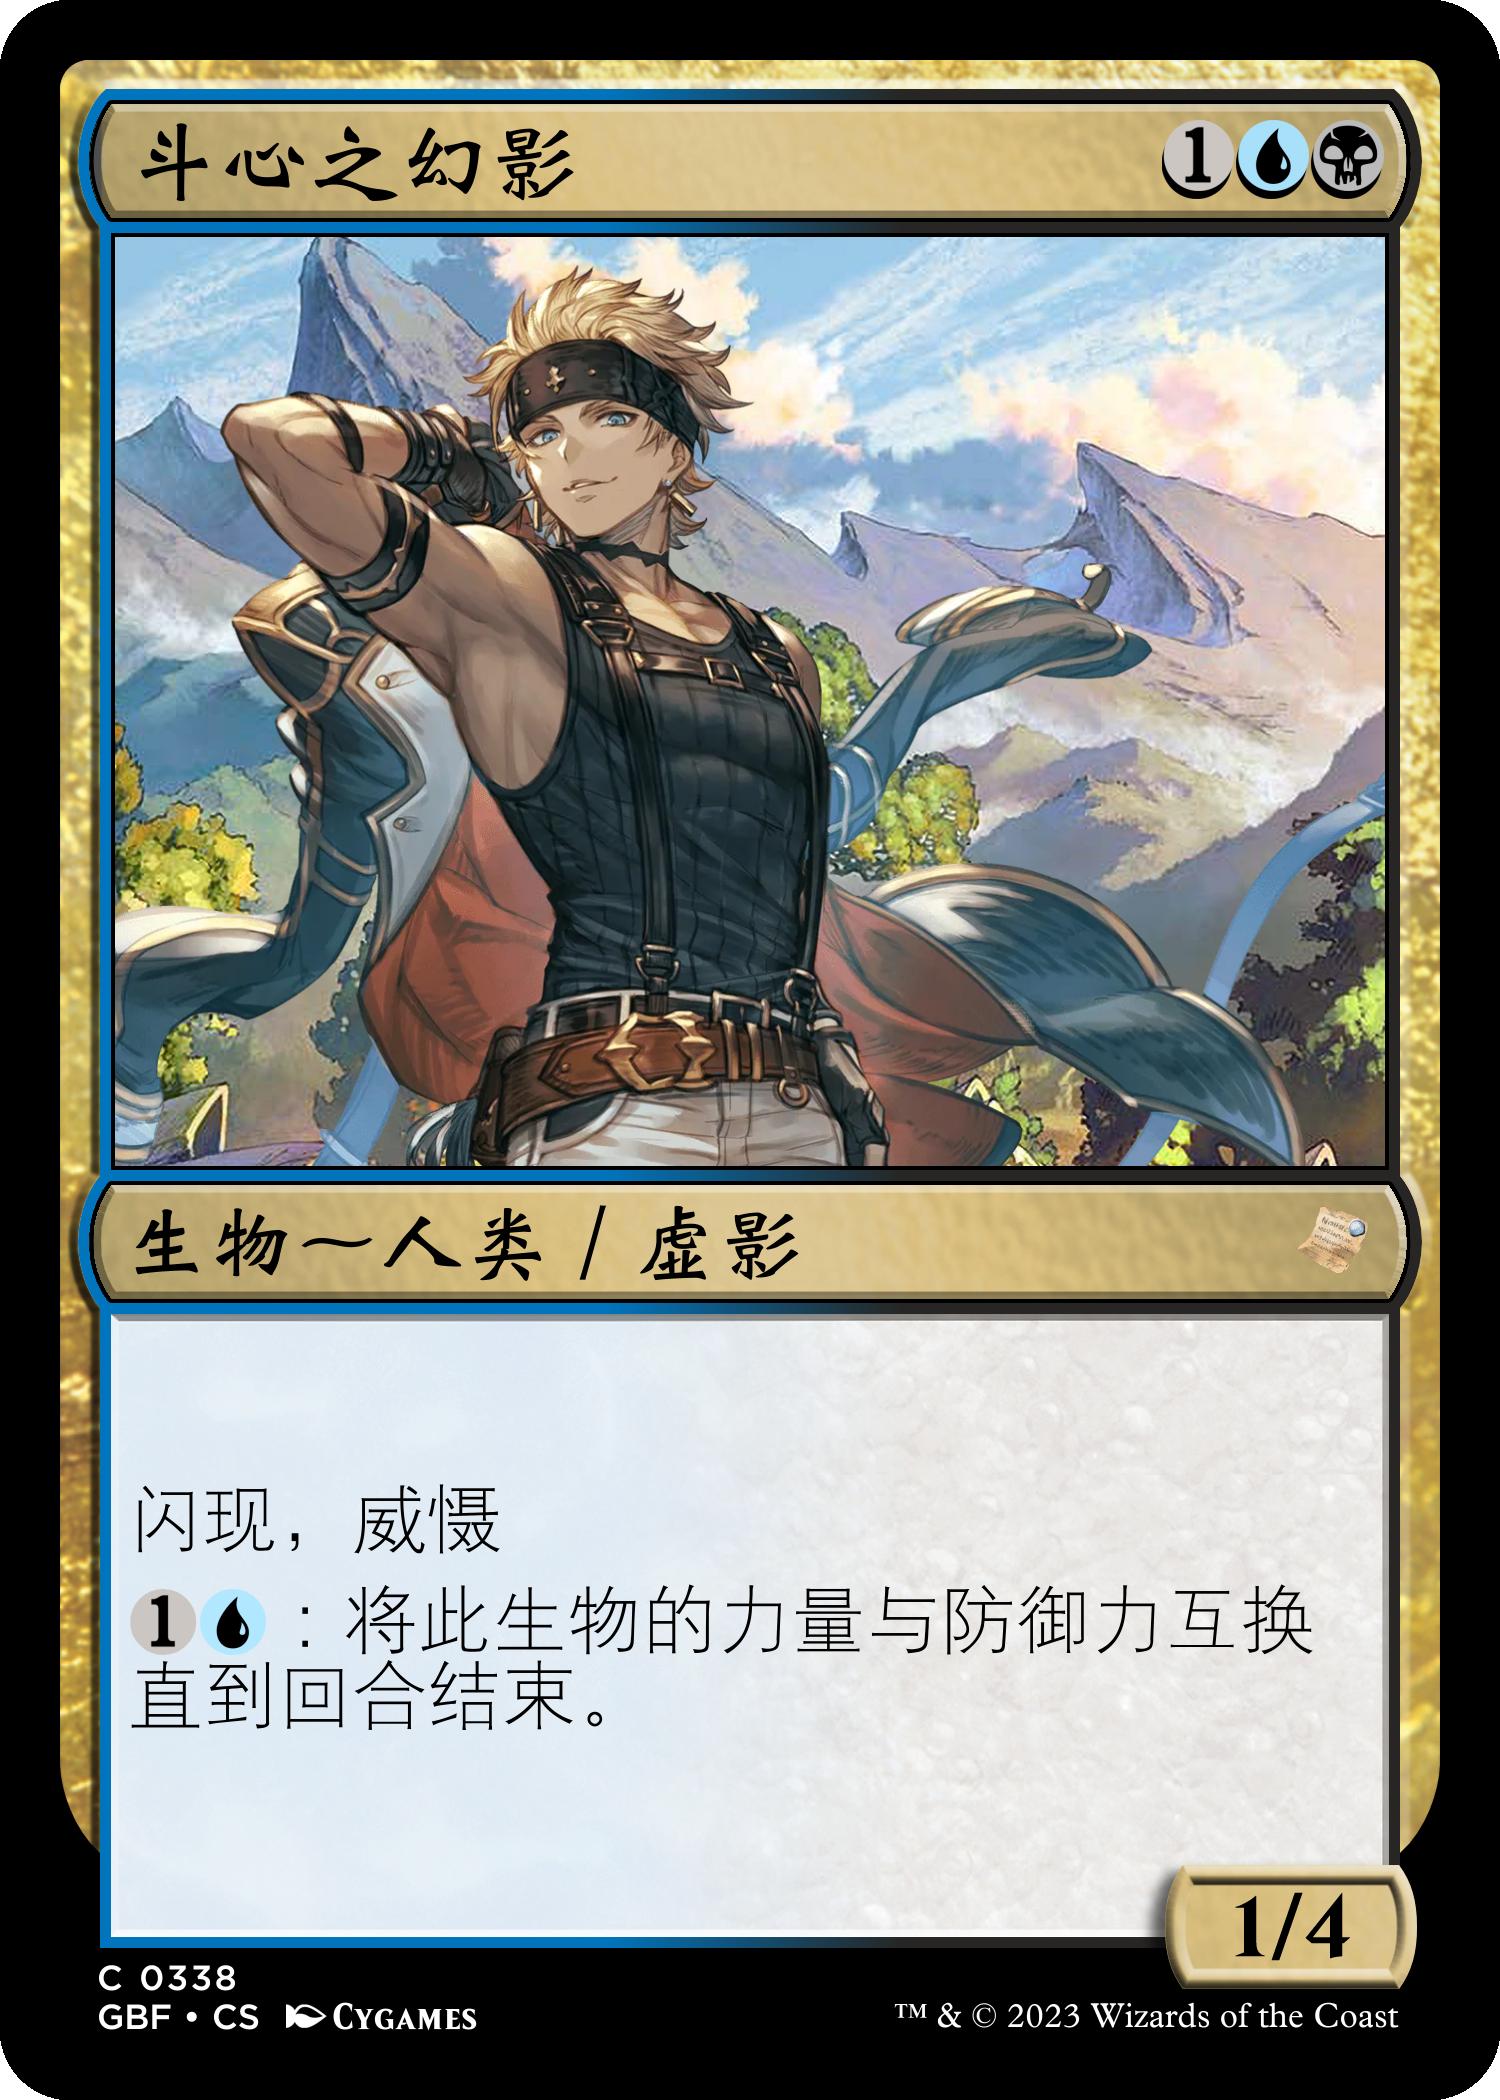 斗心之幻影 1
生物～人类 / 虚影
闪现，威慑
1：将此生物的力量与防御力互换
直到回合结束。
1/4
C 0338
GBF • CS CYGAMES
™ & © 2023 Wizards of the Coast